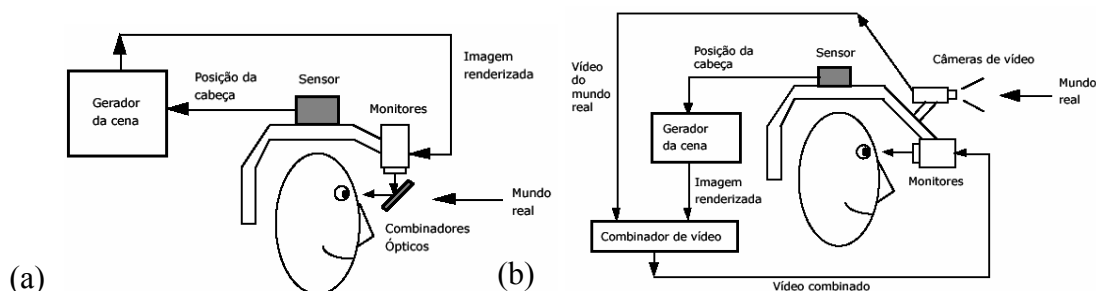 Gerador
da cena
Posição da
cabeça
Sensor
Imagem
renderizada
Monitores
Mundo
real
Combinadores
Ópticos
(a)
Vídeo
do
mundo
real
Posição da
cabeça
Sensor
Câmeras de vídeo
Mundo
real
Gerador
da cena
Imagem
renderizada
Monitores
Combinador de vídeo
Vídeo combinado
(b)